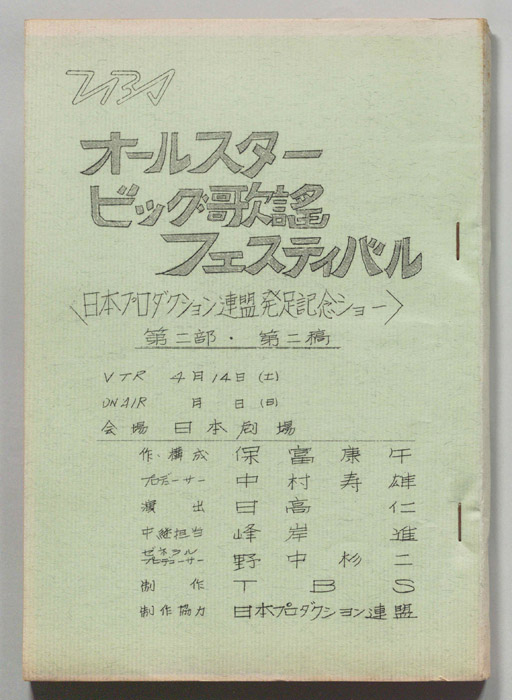 TBS
オールスター
ビッグ歌謡
フェスティバル
〈日本プロダクション連盟発足記念ショー〉
第二部・第二稿
VTR 4月14日(土)
ON AIR 月 日(日)
会場 日本劇場
作・構成 保富康午
プロデューサー 中村寿雄
演出 日高仁
中継担当 峰岸進
ゼネラルプロデューサー 野中杉二
制作 TBS
制作協力 日本プロダクション連盟